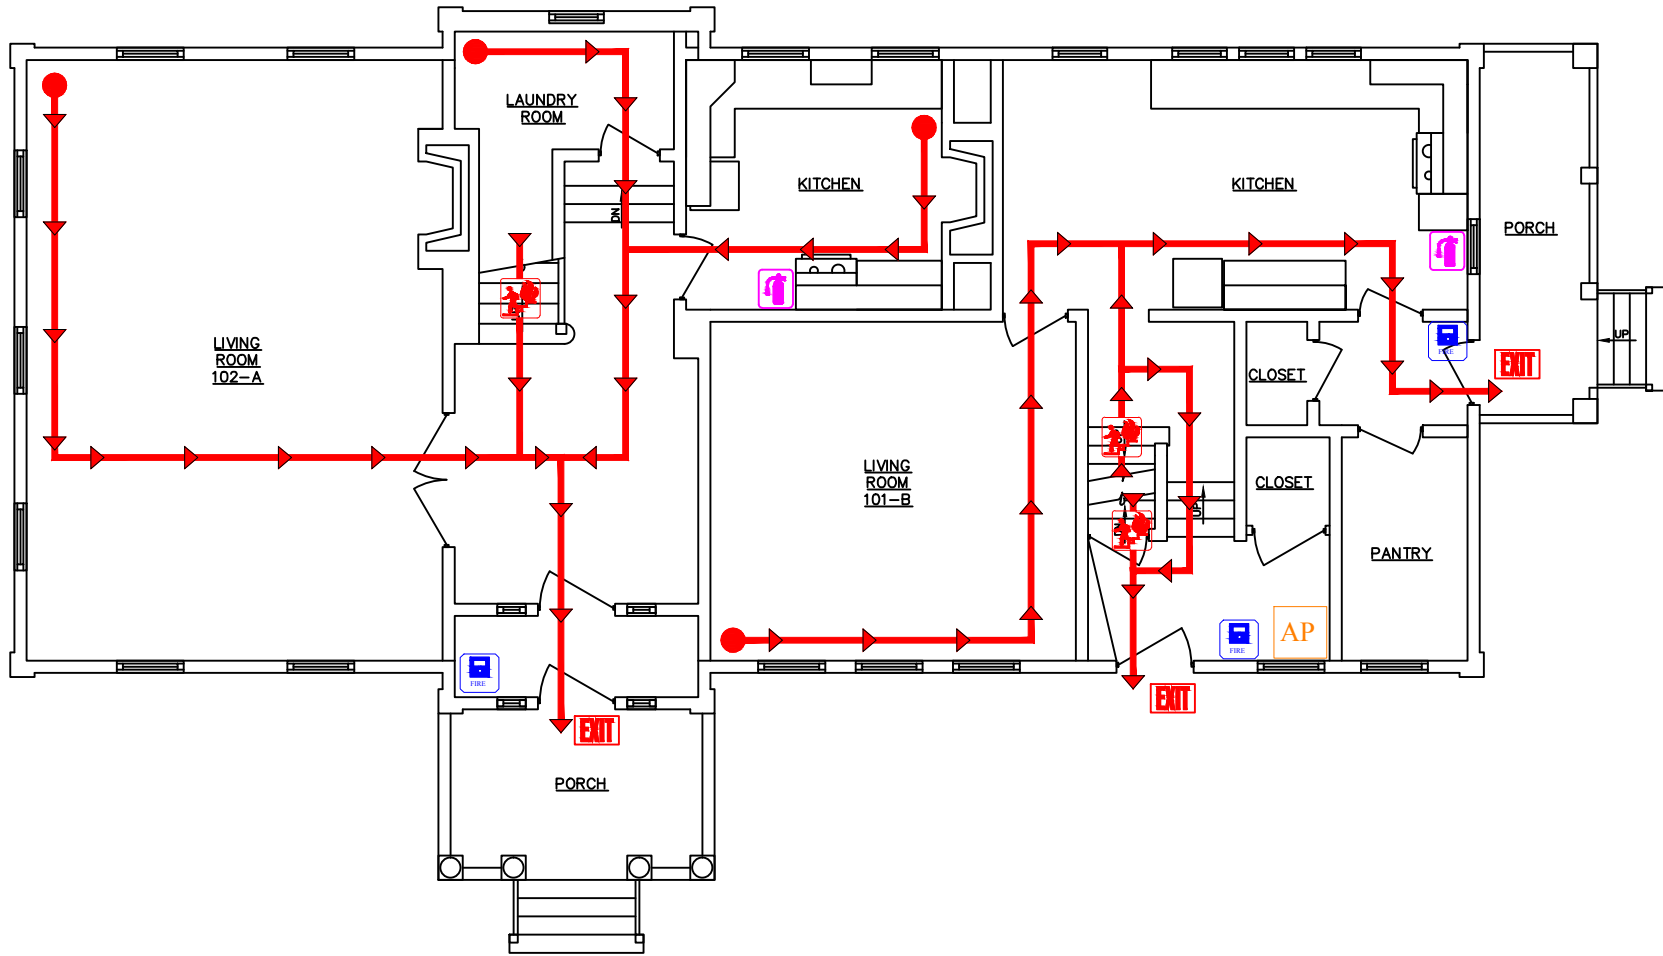 LAUNDRY
ROOM
KITCHEN
KITCHEN
DN
PORCH
UP
LIVING
ROOM
102-A
FIRE
EXIT
CLOSET
LIVING
ROOM
101-B
CLOSET
UP
DN
PANTRY
AP
FIRE
FIRE
EXIT
EXIT
PORCH